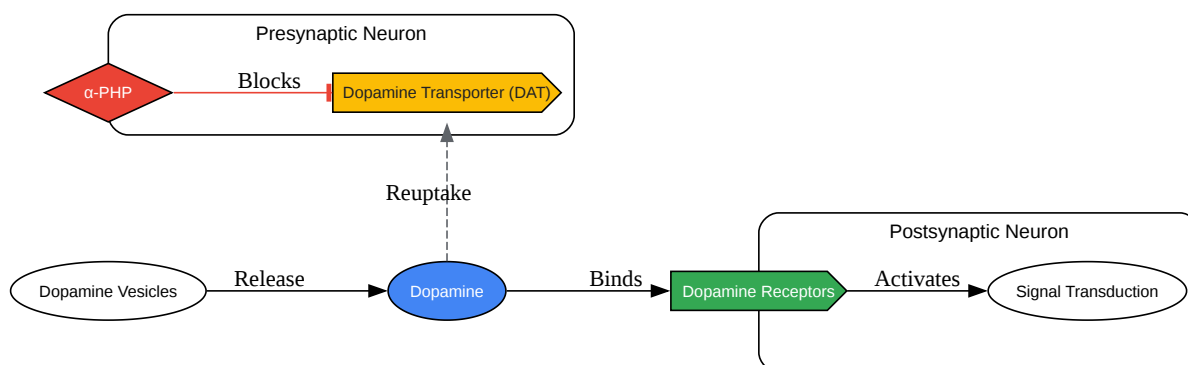 Presynaptic Neuron
α-PHP
Blocks
Dopamine Transporter (DAT)
Reuptake
Postsynaptic Neuron
Dopamine Vesicles
Release
Dopamine
Binds
Dopamine Receptors
Activates
Signal Transduction